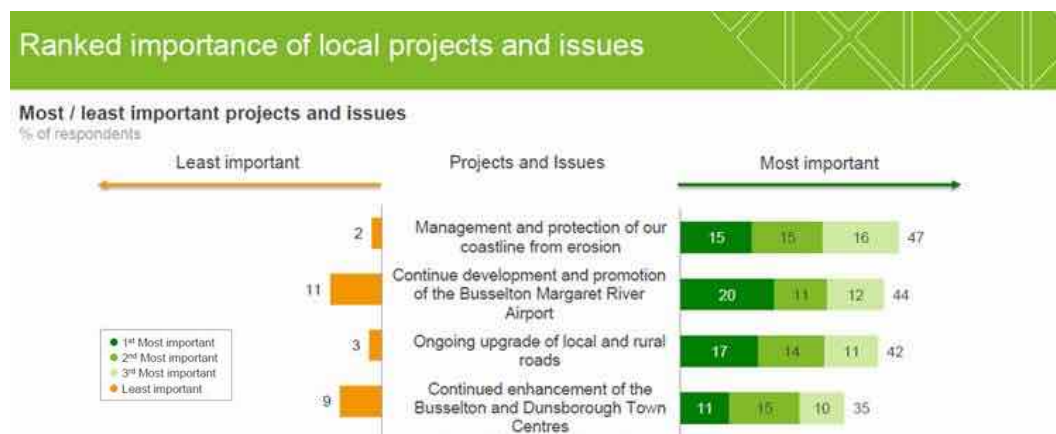 Ranked importance of local projects and issues
Most / least important projects and issues
% of respondents
Least important
Projects and Issues
Most important
2
Management and protection of our
coastline from erosion
15 15 16 47
11
Continue development and promotion
of the Busselton Margaret River
Airport
20 11 12 44
3
Ongoing upgrade of local and rural
roads
17 14 11 42
9
Continued enhancement of the
Busselton and Dunsborough Town
Centres
11 15 10 35
1st Most important
2nd Most important
3rd Most important
Least important